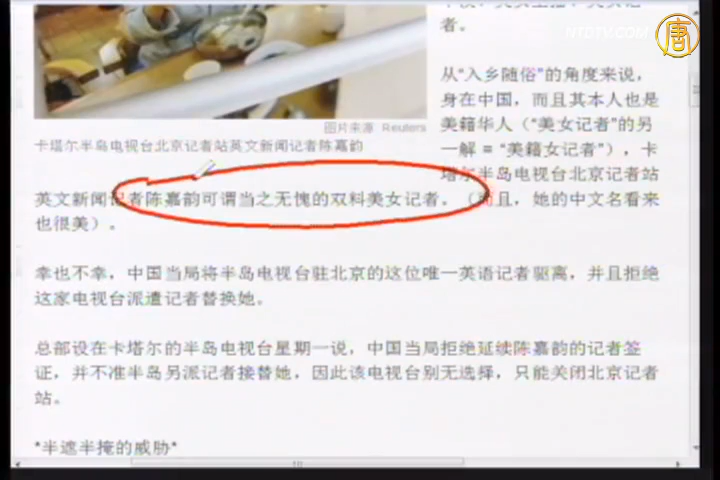 NTDTV.COM
唐
者。
从“入乡随俗”的角度来说，
身在中国，而且其本人也是
美籍华人（“美女记者”的另
一解 = “美籍女记者”），卡
塔尔半岛电视台北京记者站
图片来源: Reuters
卡塔尔半岛电视台北京记者站英文新闻记者陈嘉韵
英文新闻记者陈嘉韵可谓当之无愧的双料美女记者。（而且，她的中文名看来
也很美）。
幸也不幸，中国当局将半岛电视台驻北京的这位唯一英语记者驱离，并且拒绝
这家电视台派遣记者替换她。
总部设在卡塔尔的半岛电视台星期一说，中国当局拒绝延续陈嘉韵的记者签
证，并不准半岛另派记者接替她，因此该电视台别无选择，只能关闭北京记者
站。
*半遮半掩的威胁*